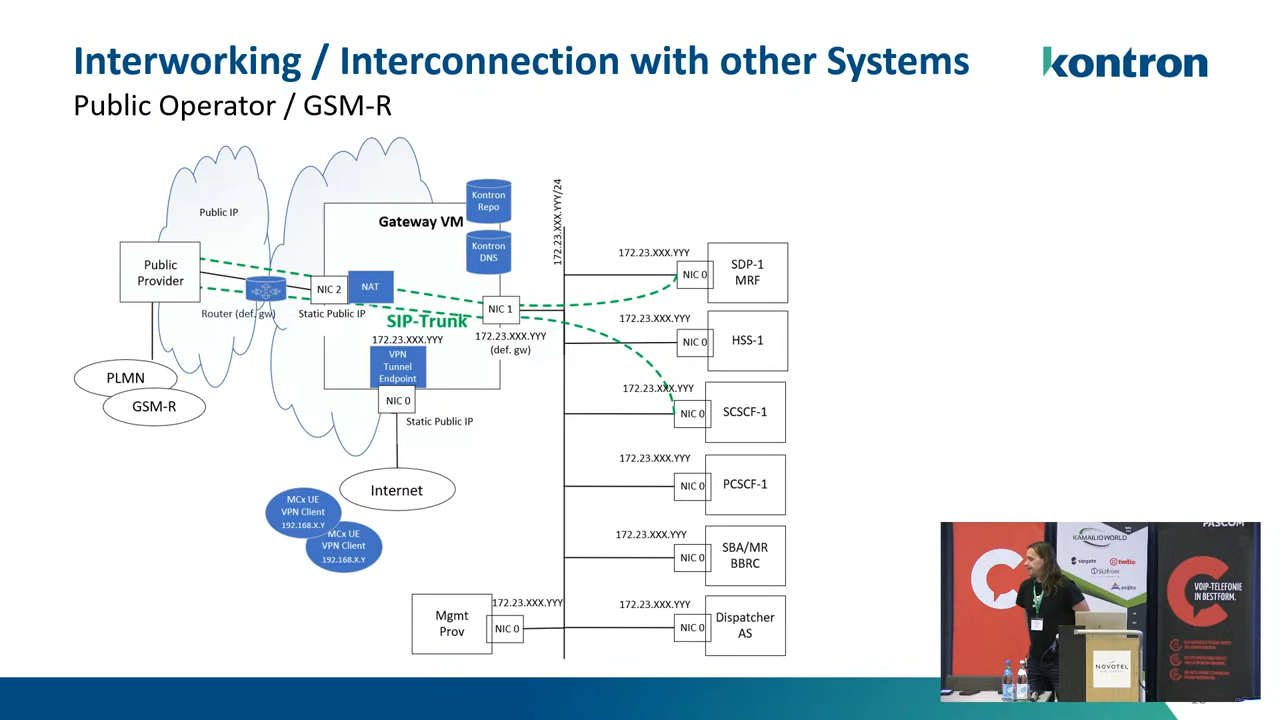 Interworking / Interconnection with other Systems
kontron
Public Operator / GSM-R
Public IP
Gateway VM
Kontron
Repo
Kontron
DNS
172.23.XXX.YYY/24
Public
Provider
Router (def. gw)
NIC 2
NAT
Static Public IP
SIP-Trunk
NIC 1
172.23.XXX.YYY
(def. gw)
172.23.XXX.YYY
VPN
Tunnel
Endpoint
NIC 0
Static Public IP
PLMN
GSM-R
Internet
MCx UE
VPN Client
192.168.X.Y
MCx UE
VPN Client
192.168.X.Y
172.23.XXX.YYY
NIC 0
SDP-1
MRF
172.23.XXX.YYY
NIC 0
HSS-1
172.23.XXX.YYY
NIC 0
SCSCF-1
172.23.XXX.YYY
NIC 0
PCSCF-1
172.23.XXX.YYY
NIC 0
SBA/MR
BBRC
172.23.XXX.YYY
NIC 0
Dispatcher
AS
Mgmt
Prov
172.23.XXX.YYY
NIC 0
KAMAILIO WORLD
sipgate
twilio
SipFront
asipto
PASCOM
VOIP-TELEFONIE
IN BESTFORM.
NOVOTEL